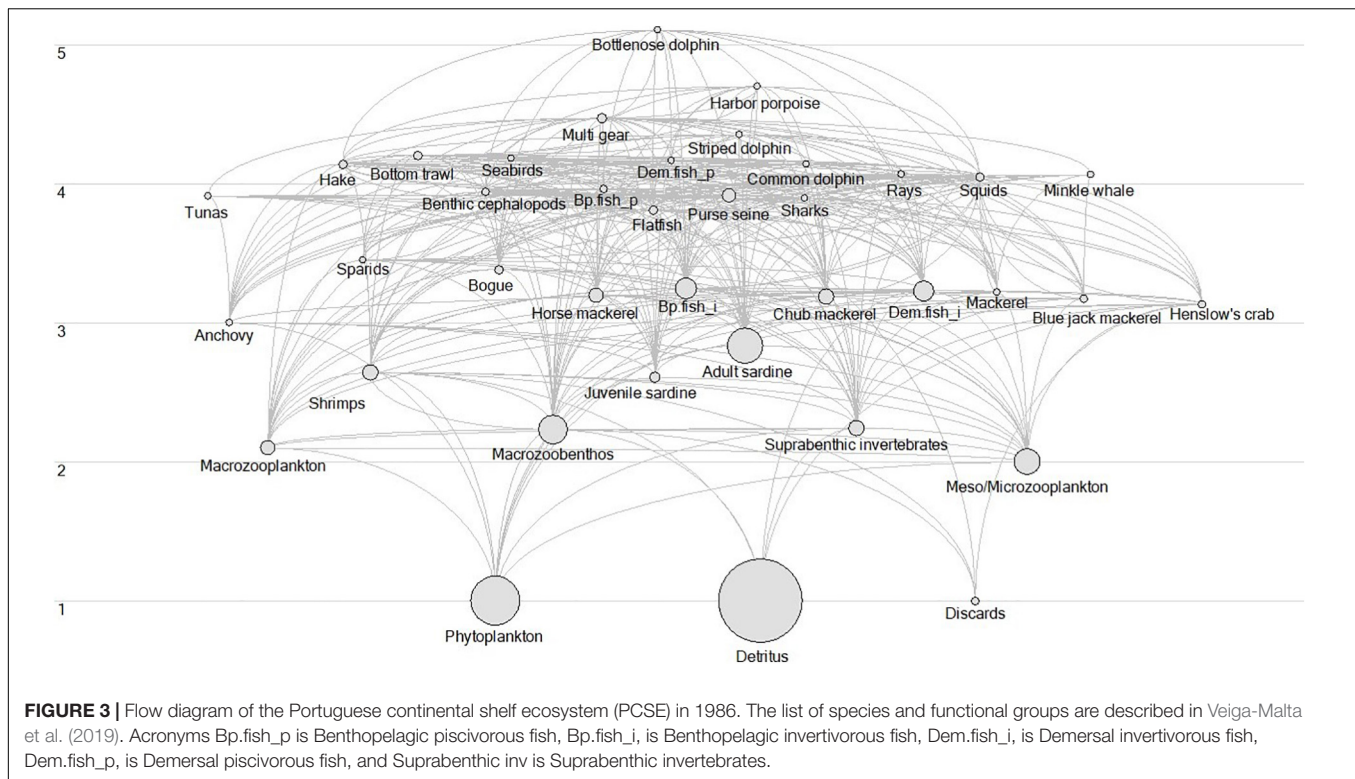 5
Bottlenose dolphin
Harbor porpoise
Multi gear
Striped dolphin
Hake
Bottom trawl
Seabirds
Dem.fish_p
Common dolphin
Rays
Squids
Minkle whale
4
Tunas
Benthic cephalopods
Bp.fish_p
Purse seine
Sharks
Flatfish
Sparids
Bogue
Horse mackerel
Bp.fish_i
Chub mackerel
Dem.fish_i
Mackerel
Blue jack mackerel
Henslow's crab
3
Anchovy
Adult sardine
Juvenile sardine
Shrimps
Macrozooplankton
Macrozoobenthos
Suprabenthic invertebrates
2
Meso/Microzooplankton
1
Phytoplankton
Detritus
Discards
FIGURE 3 | Flow diagram of the Portuguese continental shelf ecosystem (PCSE) in 1986. The list of species and functional groups are described in Veiga-Malta
et al. (2019). Acronyms Bp.fish_p is Benthopelagic piscivorous fish, Bp.fish_i, is Benthopelagic invertivorous fish, Dem.fish_i, is Demersal invertivorous fish,
Dem.fish_p, is Demersal piscivorous fish, and Suprabenthic inv is Suprabenthic invertebrates.